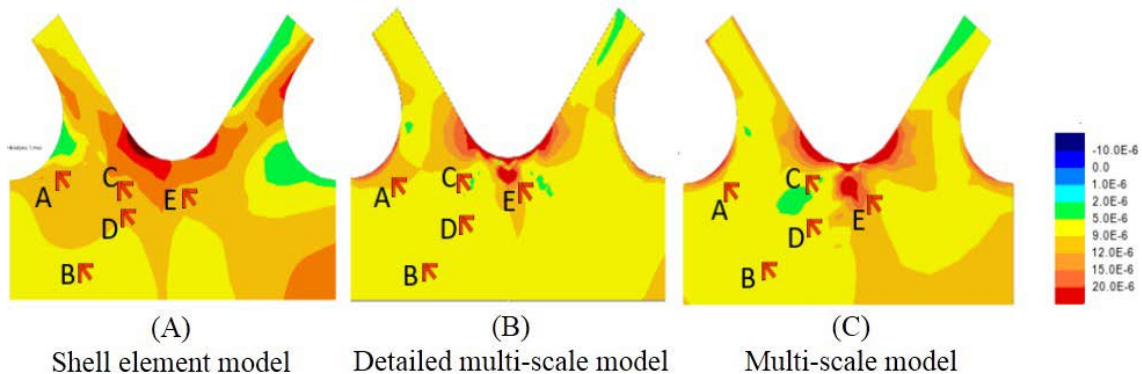 A
B
C
D
E
A
B
C
D
E
A
B
C
D
E
-10.0E-6
0.0
1.0E-6
2.0E-6
5.0E-6
9.0E-6
12.0E-6
15.0E-6
20.0E-6
(A)
Shell element model
(B)
Detailed multi-scale model
(C)
Multi-scale model